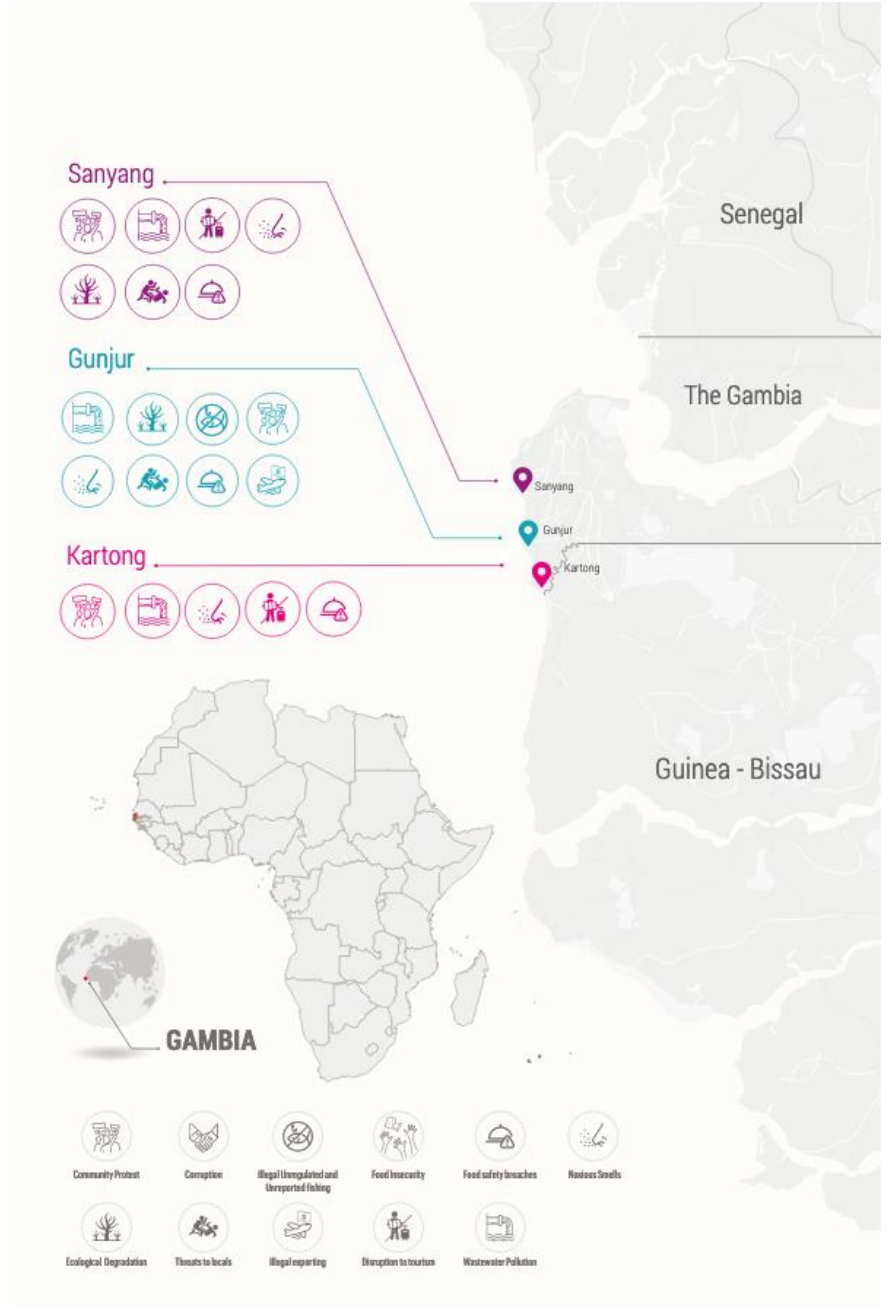 Sanyang
Senegal
Gunjur
The Gambia
Sanyang
Gunjur
Kartong
Kartong
Guinea - Bissau
GAMBIA
Community Protest
Corruption
Illegal Unregulated and
Unreported fishing
Food Insecurity
Food safety breaches
Noxious Smells
Ecological Degradation
Threats to locals
Illegal exporting
Disruption to tourism
Wastewater Pollution